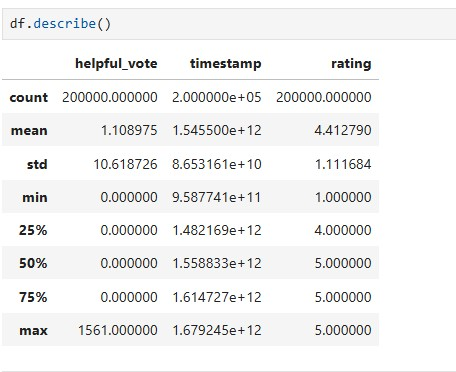 df.describe()
helpful_vote timestamp rating
count 200000.000000 2.000000e+05 200000.000000
mean 1.108975 1.545500e+12 4.412790
std 10.618726 8.653161e+10 1.111684
min 0.000000 9.587741e+11 1.000000
25% 0.000000 1.482169e+12 4.000000
50% 0.000000 1.558833e+12 5.000000
75% 0.000000 1.614727e+12 5.000000
max 1561.000000 1.679245e+12 5.000000